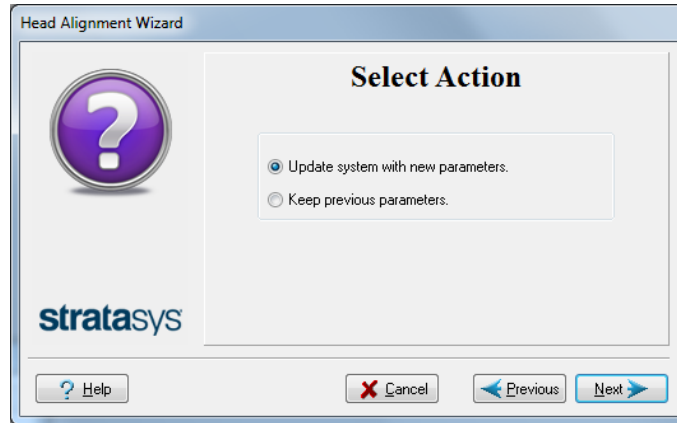 Head Alignment Wizard
Select Action
Update system with new parameters.
Keep previous parameters.
stratasys
Help
Cancel
Previous
Next